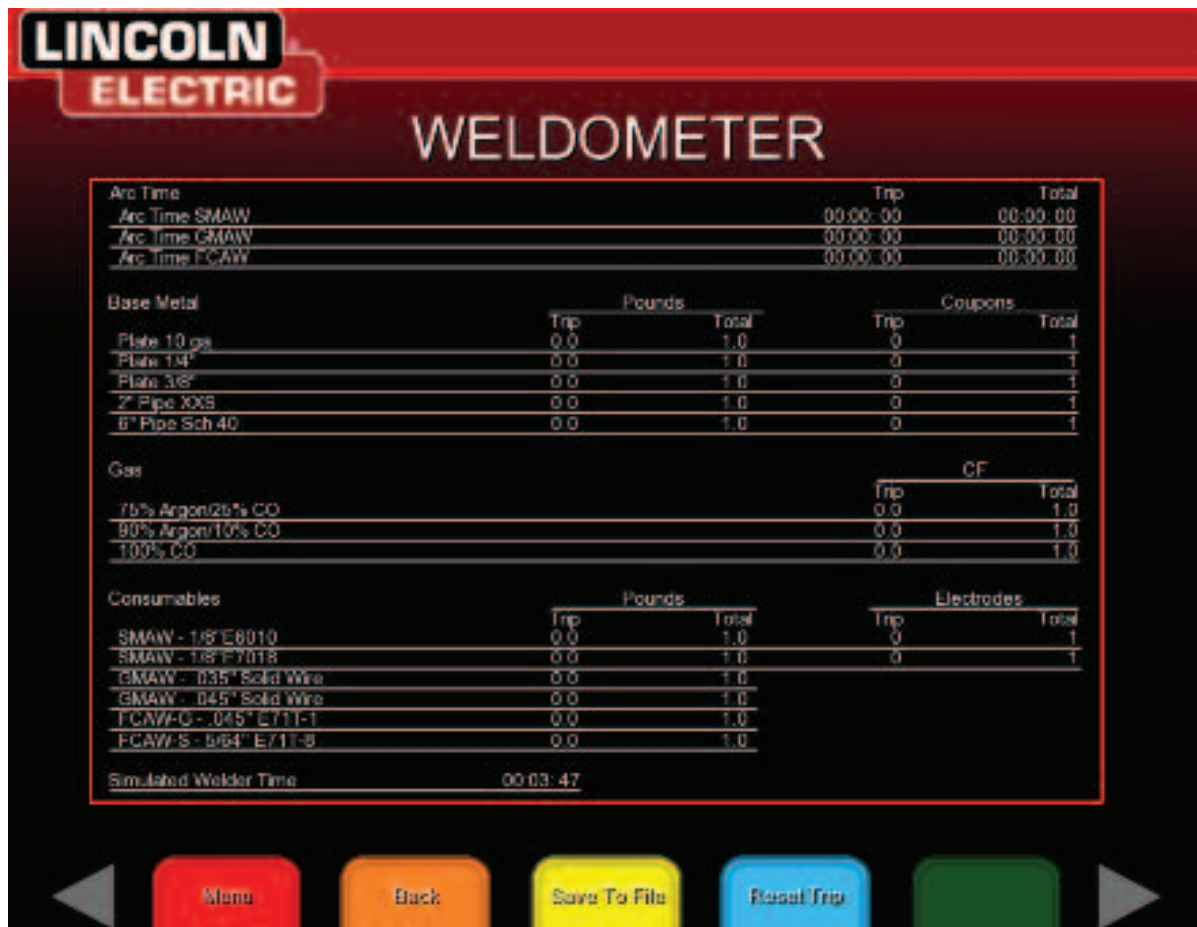 LINCOLN
ELECTRIC
WELDOMETER
Arc Time Trip Total
Arc Time SMAW 00:00: 00 00:00: 00
Arc Time GMAW 00:00: 00 00:00: 00
Arc Time FCAW 00:00: 00 00:00: 00
Base Metal Pounds Coupons
Trip Total Trip Total
Plate 10 ga 0.0 1.0 0 1
Plate 1/4" 0.0 1.0 0 1
Plate 3/8" 0.0 1.0 0 1
2" Pipe XXS 0.0 1.0 0 1
6" Pipe Sch 40 0.0 1.0 0 1
Gas CF
Trip Total
75% Argon/25% CO 0.0 1.0
90% Argon/10% CO 0.0 1.0
100% CO 0.0 1.0
Consumables Pounds Electrodes
Trip Total Trip Total
SMAW - 1/8"E6010 0.0 1.0 0 1
SMAW - 1/8"E7018 0.0 1.0 0 1
GMAW - .035" Solid Wire 0.0 1.0
GMAW - .045" Solid Wire 0.0 1.0
FCAW-G - .045" E71T-1 0.0 1.0
FCAW-S - 5/64" E71T-8 0.0 1.0
Simulated Welder Time 00:03: 47
Menu Back Save To File Reset Trip